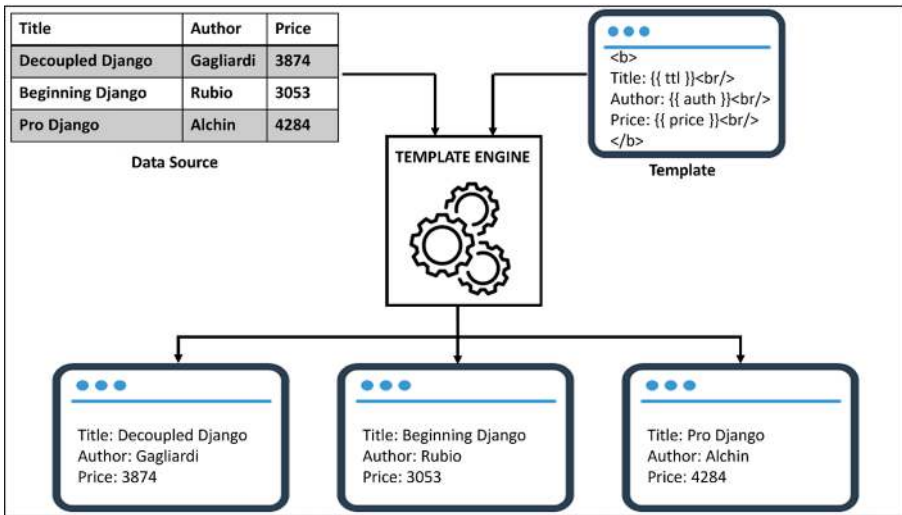 Title Author Price
Decoupled Django Gagliardi 3874
Beginning Django Rubio 3053
Pro Django Alchin 4284
Data Source
<b>
Title: {{ ttl }}<br/>
Author: {{ auth }}<br/>
Price: {{ price }}<br/>
</b>
Template
TEMPLATE ENGINE
Title: Decoupled Django
Author: Gagliardi
Price: 3874
Title: Beginning Django
Author: Rubio
Price: 3053
Title: Pro Django
Author: Alchin
Price: 4284